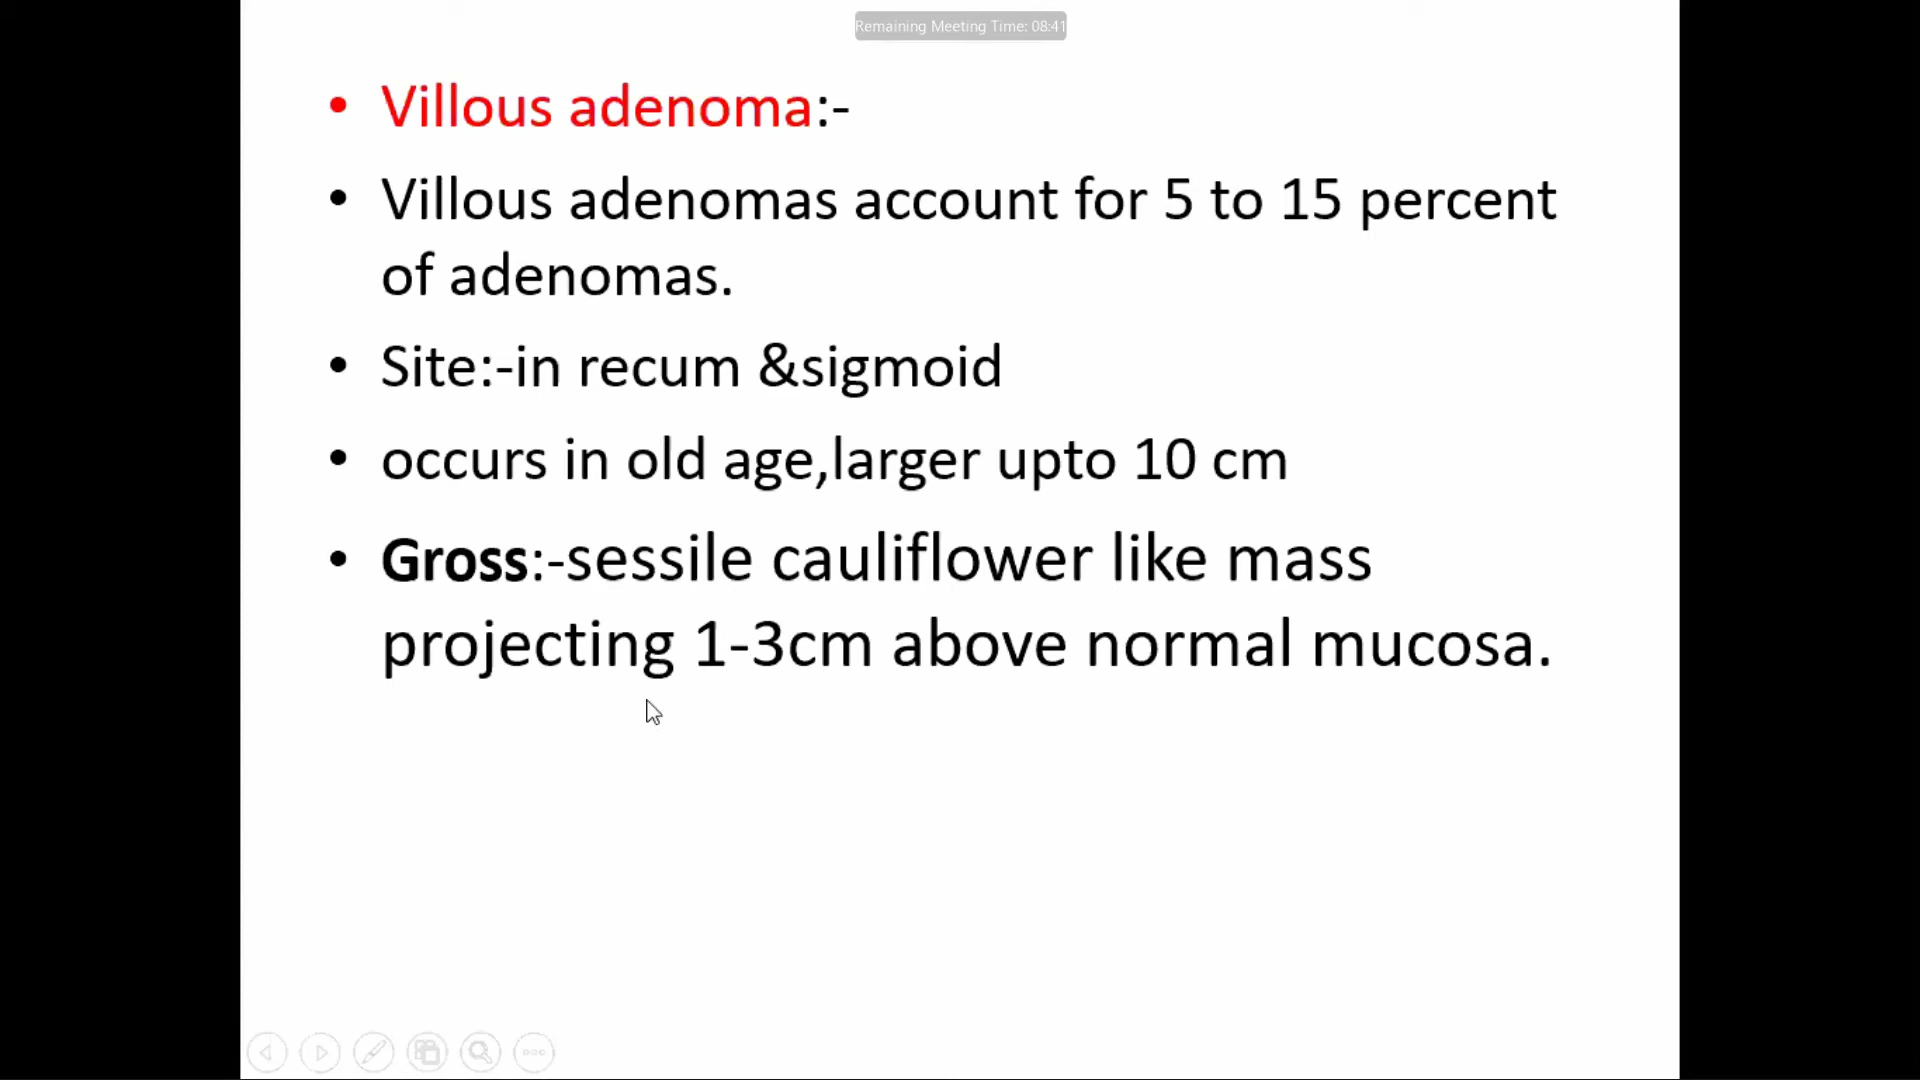 Remaining Meeting Time: 08:41
• Villous adenoma:-
• Villous adenomas account for 5 to 15 percent
of adenomas.
• Site:-in recum &sigmoid
• occurs in old age,larger upto 10 cm
• Gross:-sessile cauliflower like mass
projecting 1-3cm above normal mucosa.